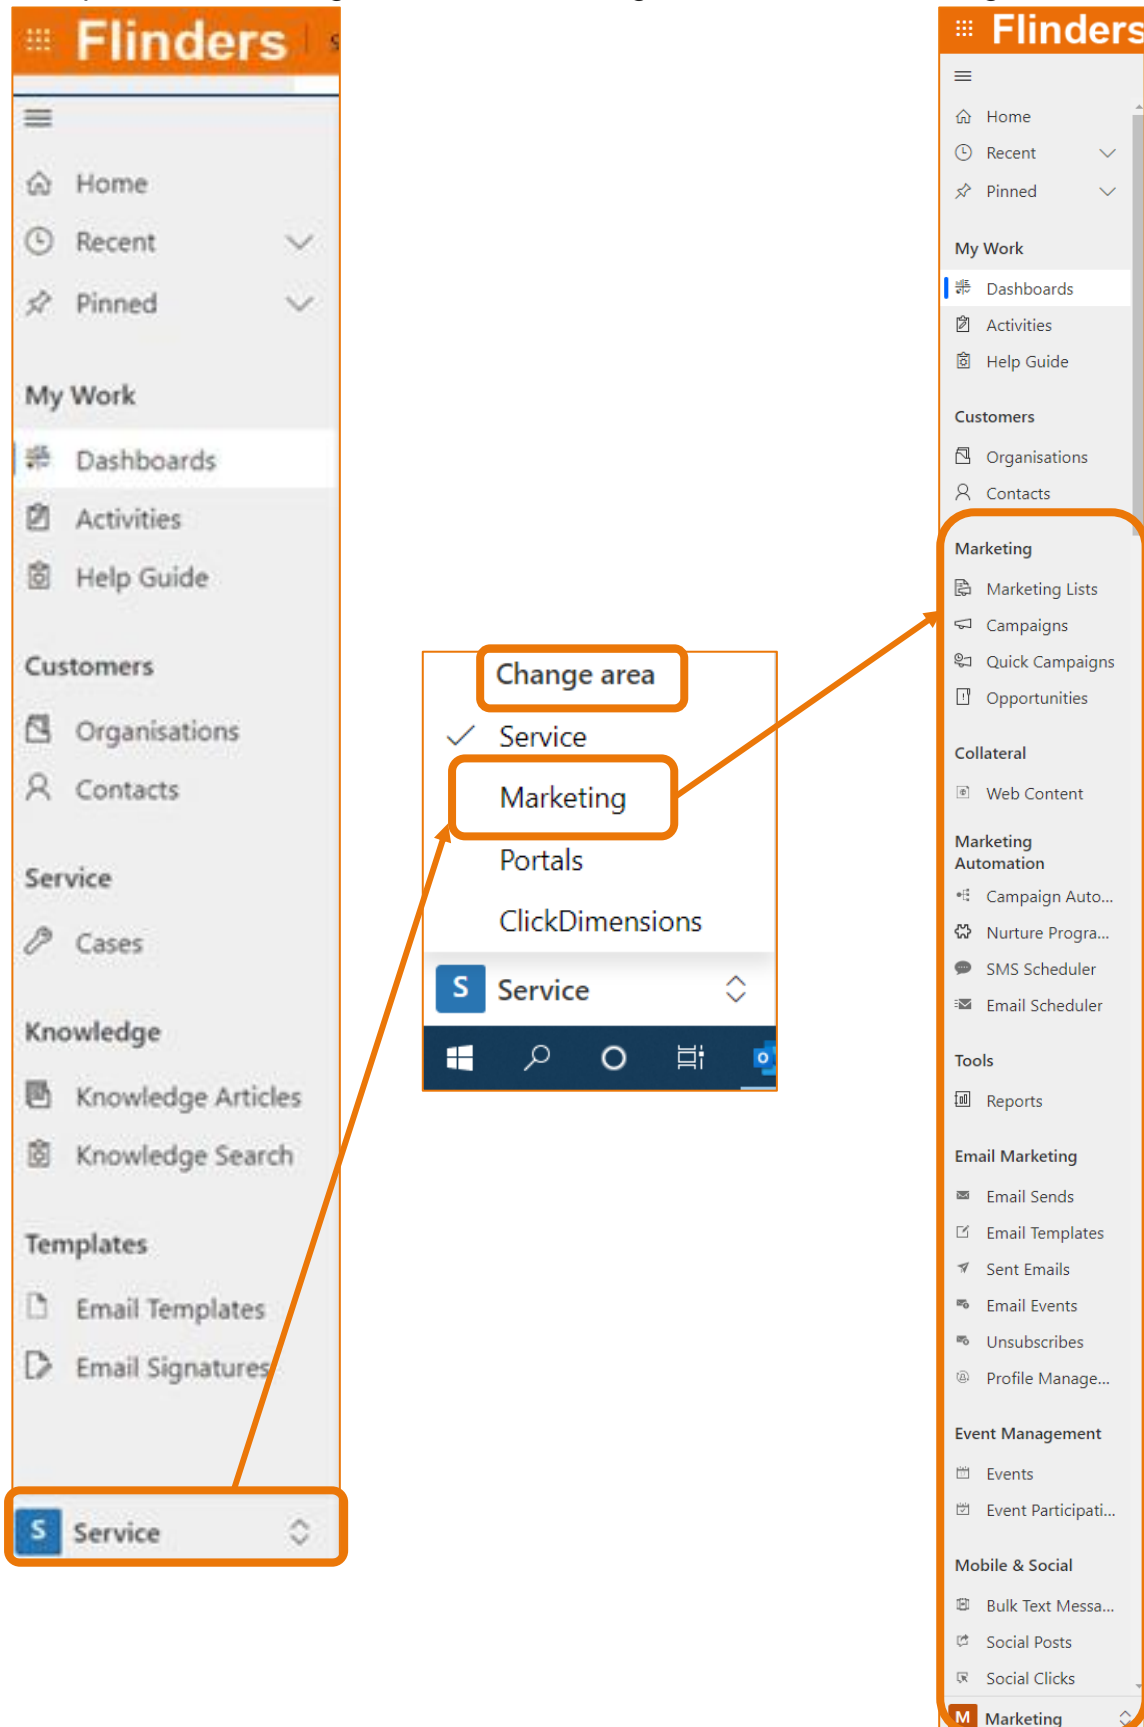 Flinders
Home
Recent
Pinned
My Work
Dashboards
Activities
Help Guide
Customers
Organisations
Contacts
Service
Cases
Knowledge
Knowledge Articles
Knowledge Search
Templates
Email Templates
Email Signatures
S Service
Change area
Service
Marketing
Portals
ClickDimensions
S Service
Flinders
Home
Recent
Pinned
My Work
Dashboards
Activities
Help Guide
Customers
Organisations
Contacts
Marketing
Marketing Lists
Campaigns
Quick Campaigns
Opportunities
Collateral
Web Content
Marketing
Automation
Campaign Auto...
Nurture Progra...
SMS Scheduler
Email Scheduler
Tools
Reports
Email Marketing
Email Sends
Email Templates
Sent Emails
Email Events
Unsubscribes
Profile Manage...
Event Management
Events
Event Participati...
Mobile & Social
Bulk Text Messa...
Social Posts
Social Clicks
M Marketing